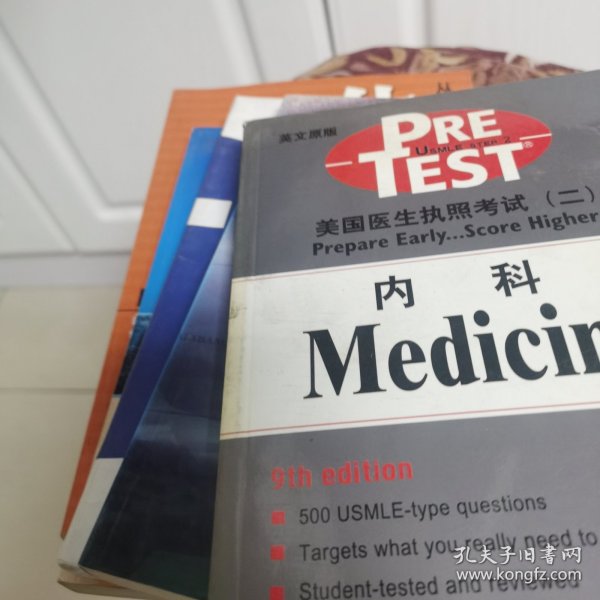 英文原版
PRE
USMLE STEP 2
TEST®
美国医生执照考试（二）
Prepare Early...Score Higher
内 科
Medicin
9th edition
500 USMLE-type questions
Targets what you really need to
Student-tested and reviewed
孔夫子旧书网
www.kongfz.com